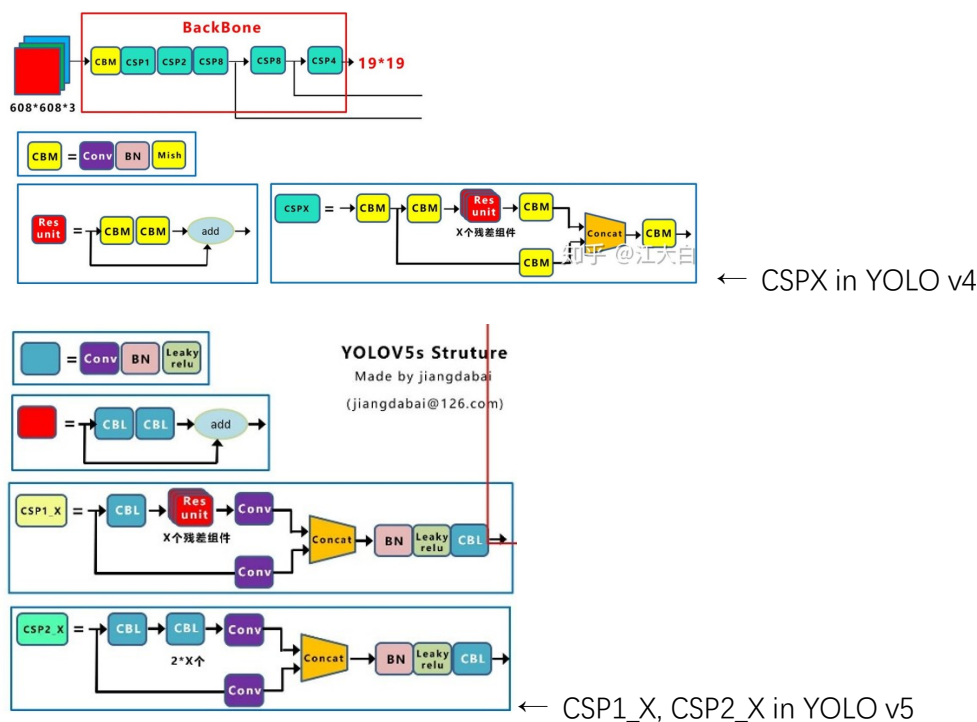 BackBone
CBM CSP1 CSP2 CSP8 CSP8 CSP4 19*19
608*608*3
CBM = Conv BN Mish
Res unit = CBM CBM add
CSPX = CBM CBM Res unit CBM
X个残差组件
Concat CBM
CBM
知乎 @江大白
← CSPX in YOLO v4
= Conv BN Leaky relu
YOLOV5s Struture
Made by jiangdabai
(jiangdabai@126.com)
= CBL CBL add
CSP1_X = CBL Res unit Conv
X个残差组件
Concat BN Leaky relu CBL
Conv
CSP2_X = CBL CBL Conv
2*X个
Concat BN Leaky relu CBL
Conv
← CSP1_X, CSP2_X in YOLO v5